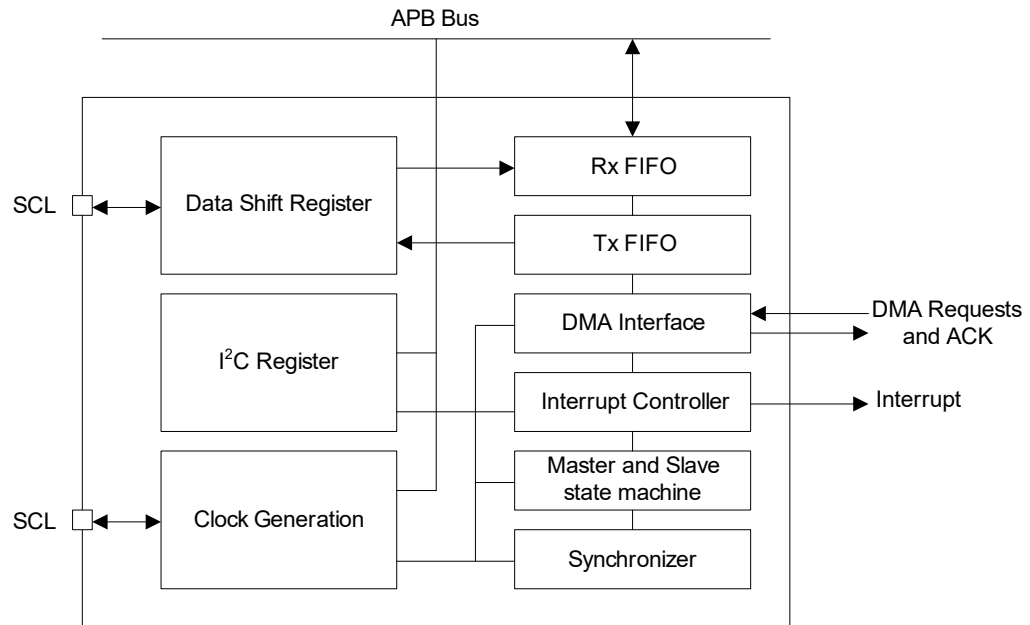 APB Bus
SCL
Data Shift Register
Rx FIFO
Tx FIFO
I²C Register
DMA Interface
DMA Requests
and ACK
Interrupt Controller
Interrupt
SCL
Clock Generation
Master and Slave
state machine
Synchronizer